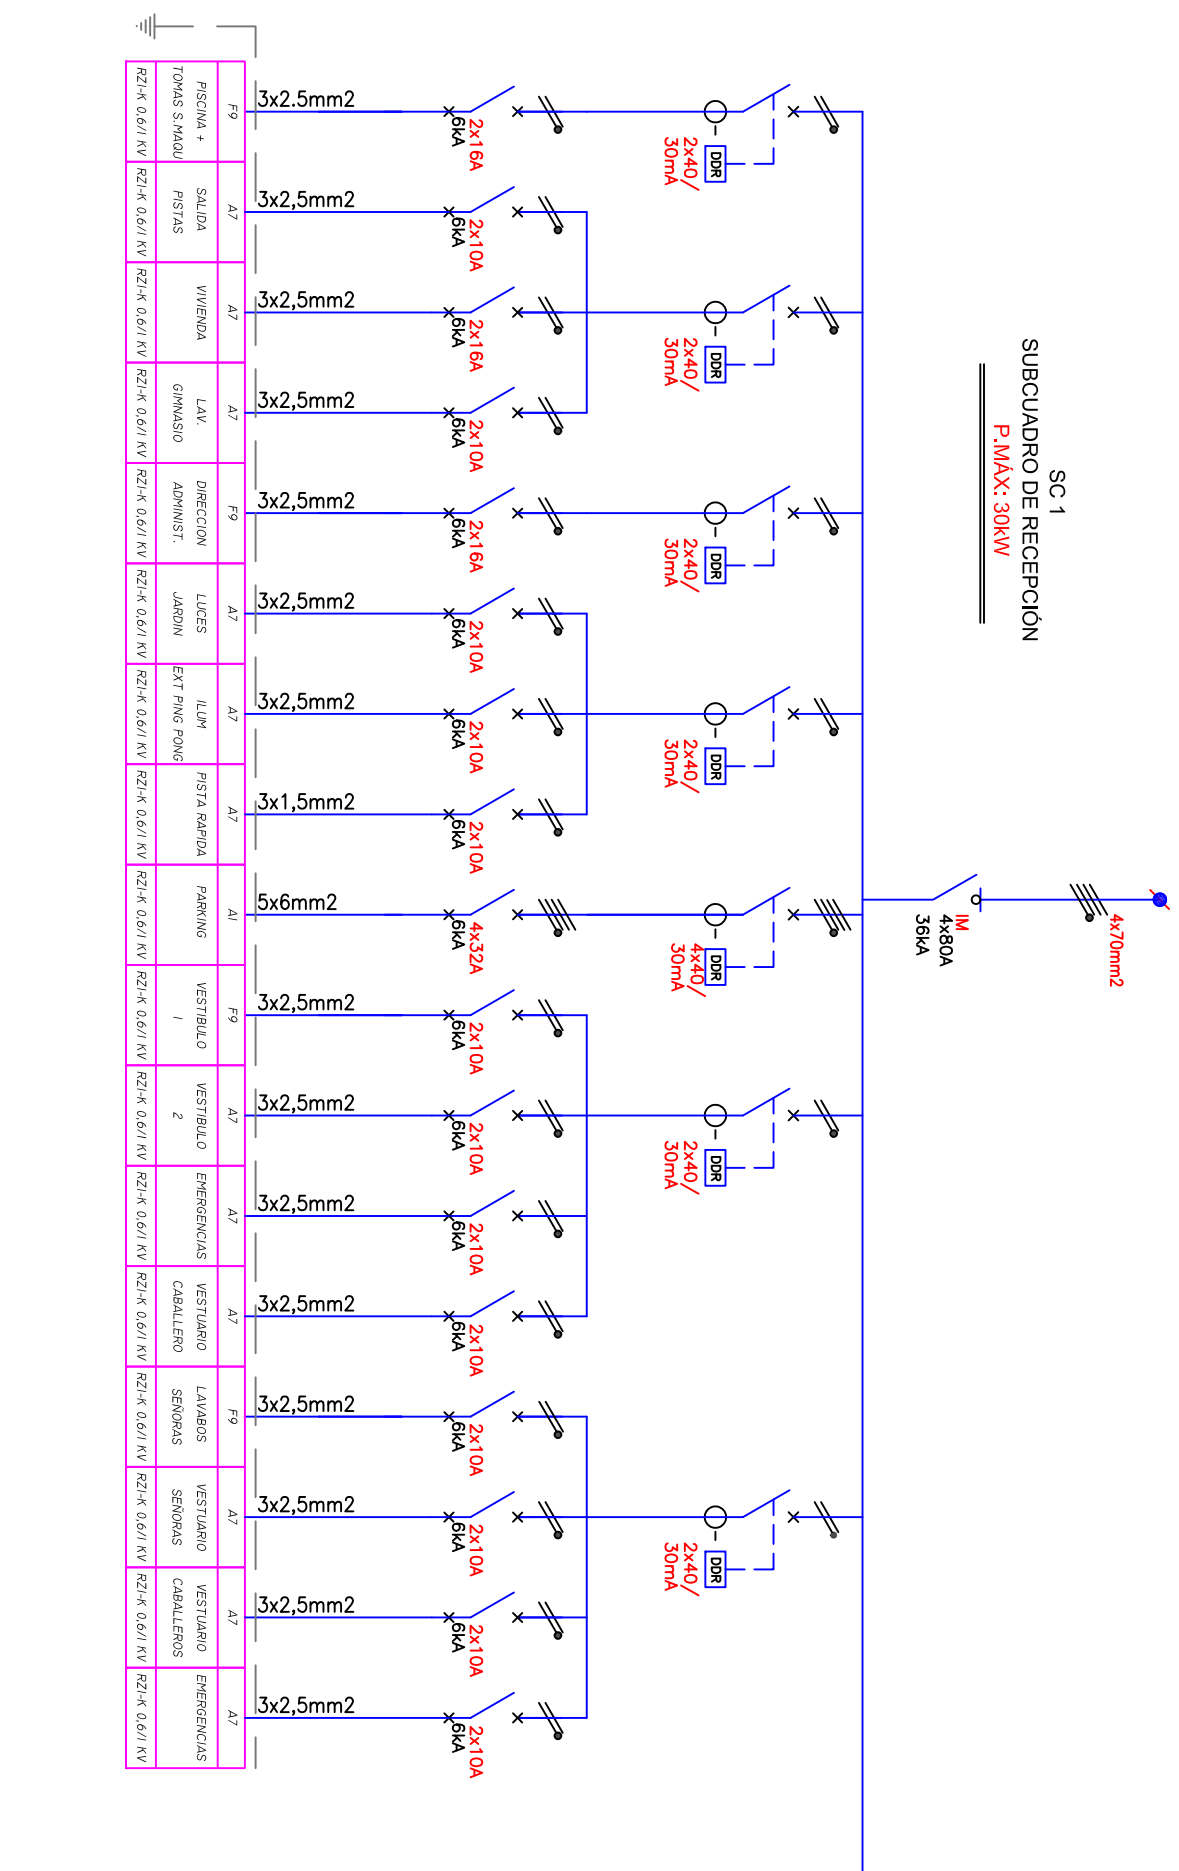 SC 1
SUBCUADRO DE RECEPCIÓN
P.MÁX: 30kW
4x70mm2
IM
4x80A
36kA
2x40/
30mA
DDR
2x40/
30mA
DDR
2x40/
30mA
DDR
2x40/
30mA
DDR
4x40/
30mA
DDR
2x40/
30mA
DDR
2x40/
30mA
DDR
2x16A
6kA
2x10A
6kA
2x16A
6kA
2x10A
6kA
2x16A
6kA
2x10A
6kA
2x10A
6kA
2x10A
6kA
4x32A
6kA
2x10A
6kA
2x10A
6kA
2x10A
6kA
2x10A
6kA
2x10A
6kA
2x10A
6kA
2x10A
6kA
2x10A
6kA
3x2.5mm2
3x2,5mm2
3x2,5mm2
3x2,5mm2
3x2,5mm2
3x2,5mm2
3x2,5mm2
3x1,5mm2
5x6mm2
3x2,5mm2
3x2,5mm2
3x2,5mm2
3x2,5mm2
3x2,5mm2
3x2,5mm2
3x2,5mm2
3x2,5mm2
F9
PISCINA +
TOMAS S.MAQU
RZ1-K 0,6/1 KV
A7
SALIDA
PISTAS
RZ1-K 0,6/1 KV
A7
VIVIENDA
RZ1-K 0,6/1 KV
A7
LAV.
GIMNASIO
RZ1-K 0,6/1 KV
F9
DIRECCION
ADMINIST.
RZ1-K 0,6/1 KV
A7
LUCES
JARDIN
RZ1-K 0,6/1 KV
A7
ILUM
EXT PING PONG
RZ1-K 0,6/1 KV
A7
PISTA RAPIDA
RZ1-K 0,6/1 KV
A1
PARKING
RZ1-K 0,6/1 KV
F9
VESTIBULO
1
RZ1-K 0,6/1 KV
A7
VESTIBULO
2
RZ1-K 0,6/1 KV
A7
EMERGENCIAS
RZ1-K 0,6/1 KV
A7
VESTUARIO
CABALLERO
RZ1-K 0,6/1 KV
F9
LAVABOS
SEÑORAS
RZ1-K 0,6/1 KV
A7
VESTUARIO
SEÑORAS
RZ1-K 0,6/1 KV
A7
VESTUARIO
CABALLEROS
RZ1-K 0,6/1 KV
A7
EMERGENCIAS
RZ1-K 0,6/1 KV